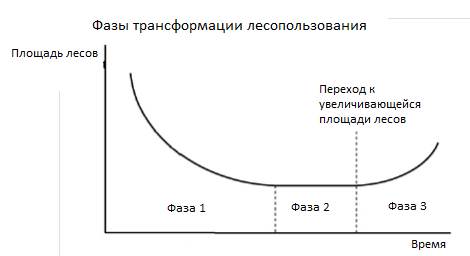 Фазы трансформации лесопользования
Площадь лесов
Переход к
увеличивающейся
площади лесов
Фаза 1
Фаза 2
Фаза 3
Время